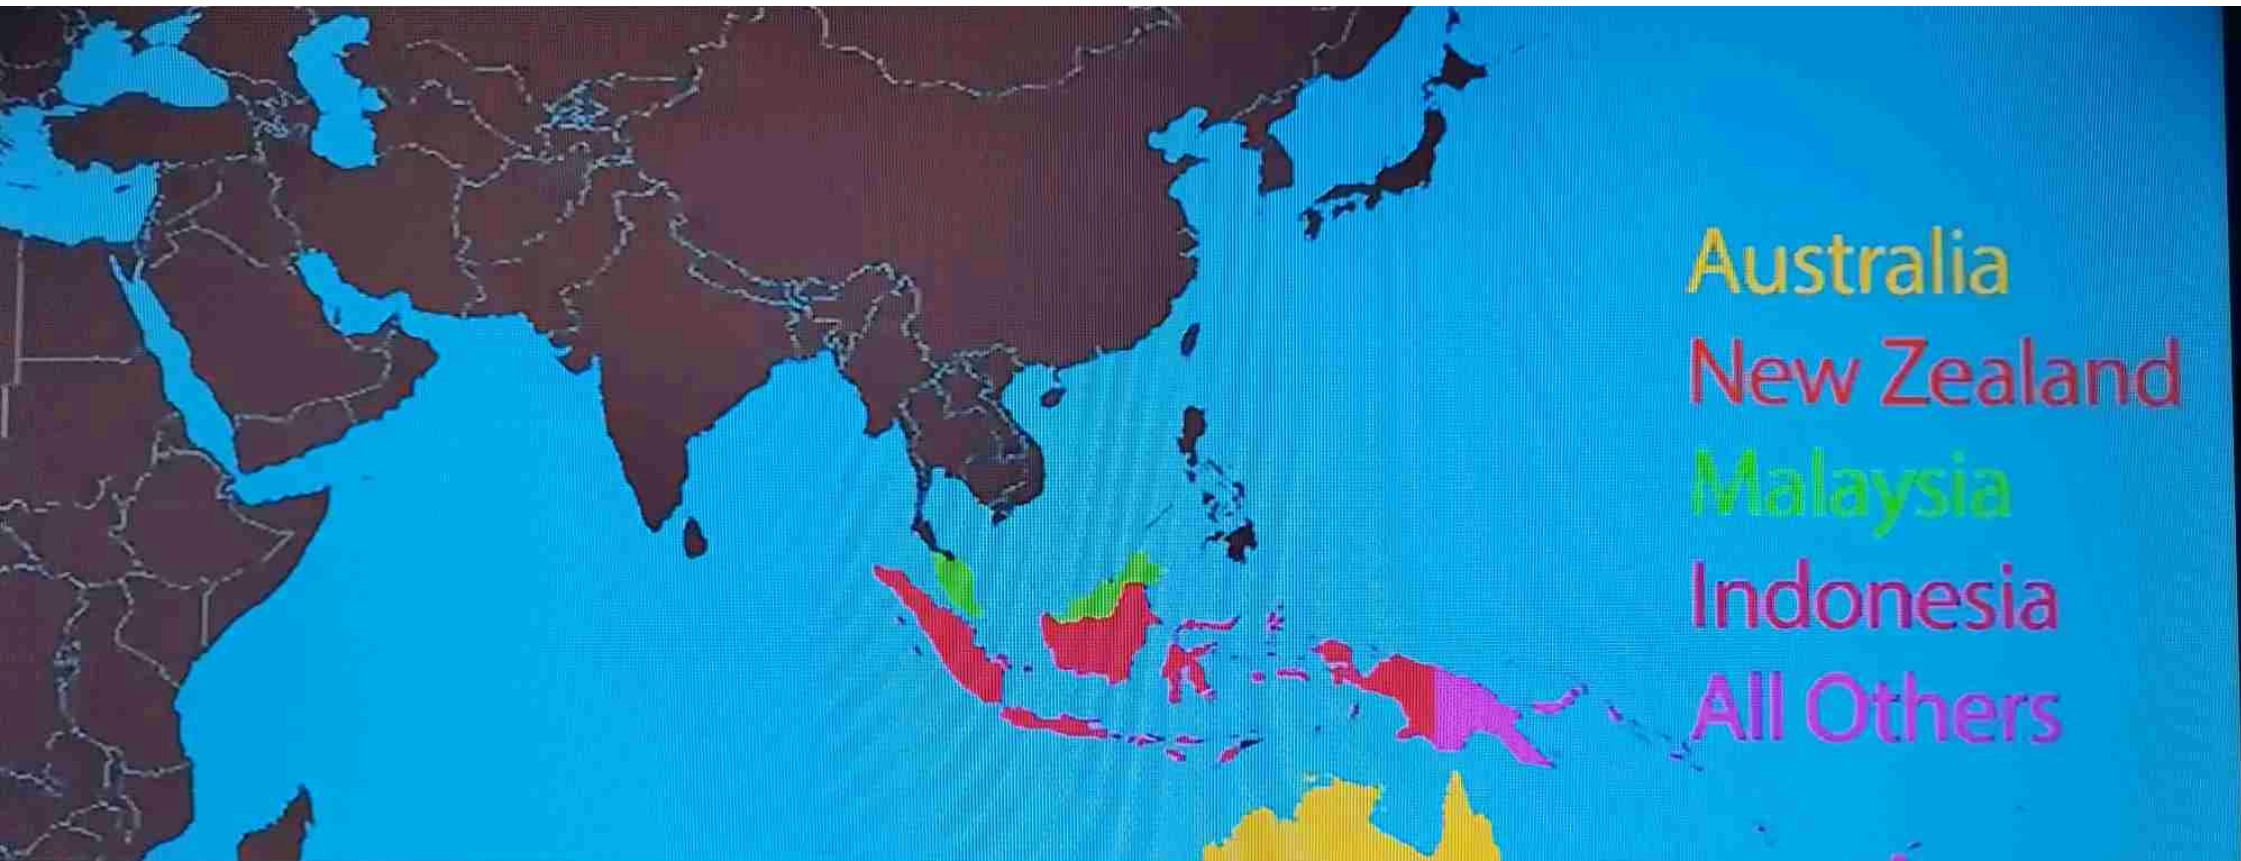 Australia
New Zealand
Malaysia
Indonesia
All Others